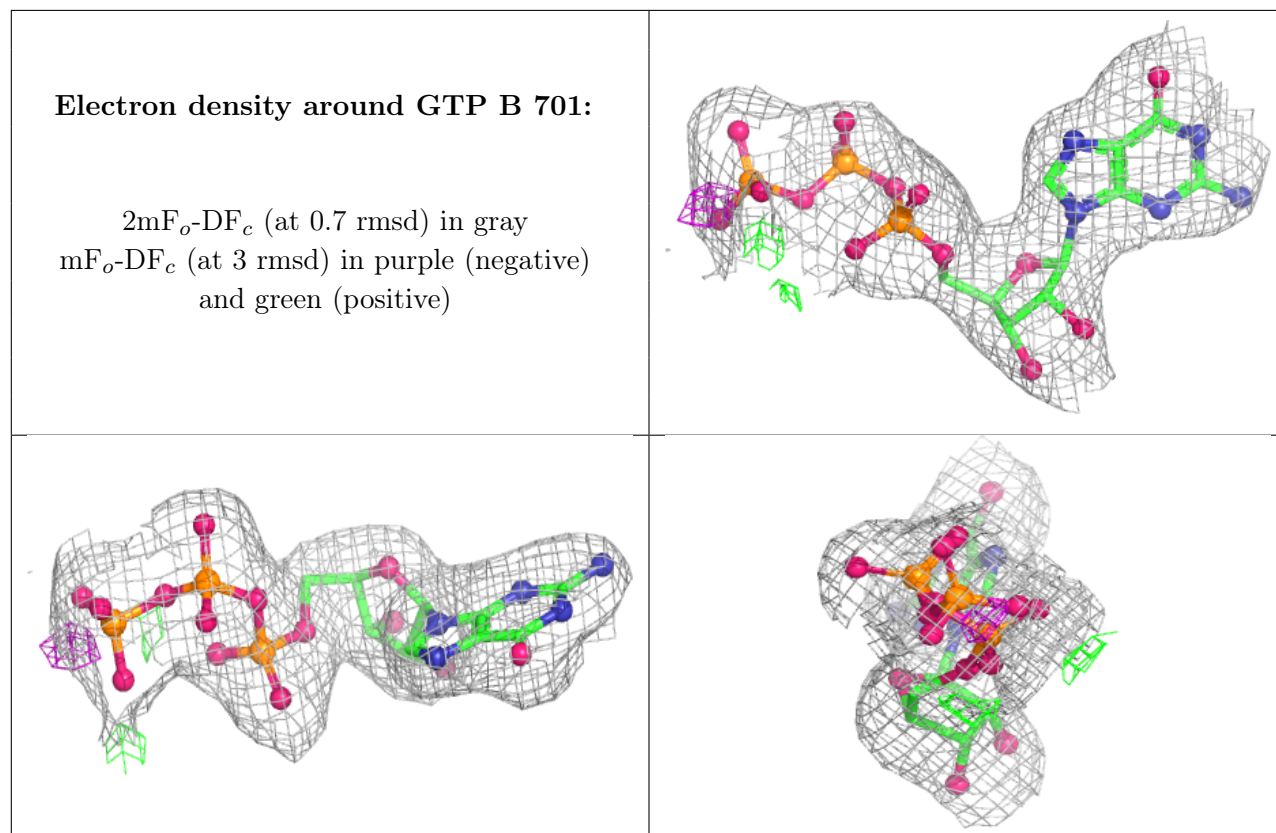 Electron density around GTP B 701:
2mFo-DFc (at 0.7 rmsd) in gray
mFo-DFc (at 3 rmsd) in purple (negative)
and green (positive)